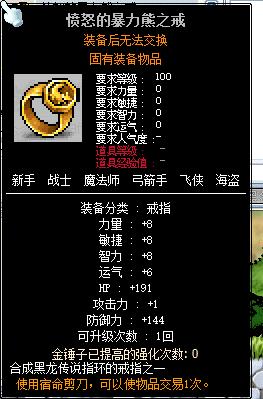 愤怒的暴力熊之戒
装备后无法交换
固有装备物品
要求等级： 100
要求力量： 0
要求敏捷： 0
要求智力： 0
要求运气： 0
要求人气度： -
道具等级： -
道具经验值： -
新手 战士 魔法师 弓箭手 飞侠 海盗
装备分类 : 戒指
力量 : +8
敏捷 : +8
智力 : +8
运气 : +6
HP : +191
攻击力 : +1
防御力 : +144
可升级次数 : 1回
金锤子已提高的强化次数: 0
合成黑龙传说指环的戒指之一
使用宿命剪刀，可以使物品交易1次。